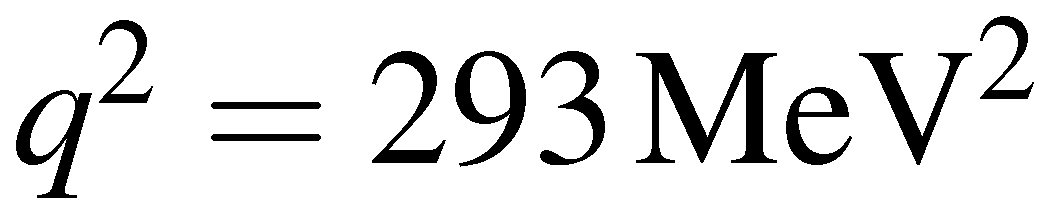 q² = 293 MeV²